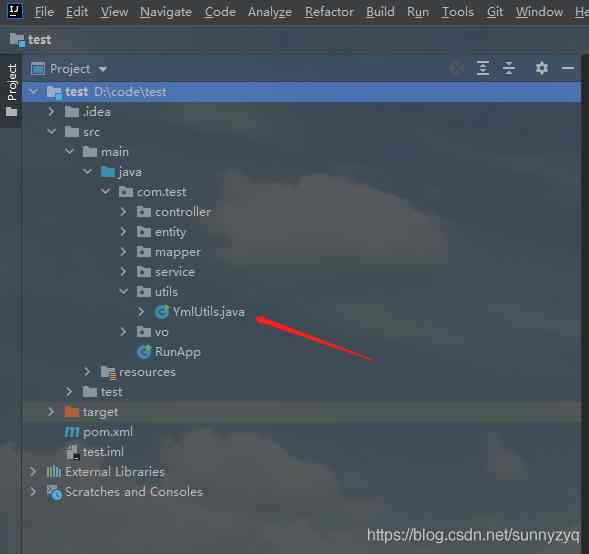 IJ File Edit View Navigate Code Analyze Refactor Build Run Tools Git Window He
test
Project
Project
test D:\code\test
.idea
src
main
java
com.test
controller
entity
mapper
service
utils
YmlUtils.java
vo
RunApp
resources
test
target
pom.xml
test.iml
External Libraries
Scratches and Consoles
https://blog.csdn.net/sunnyzyq